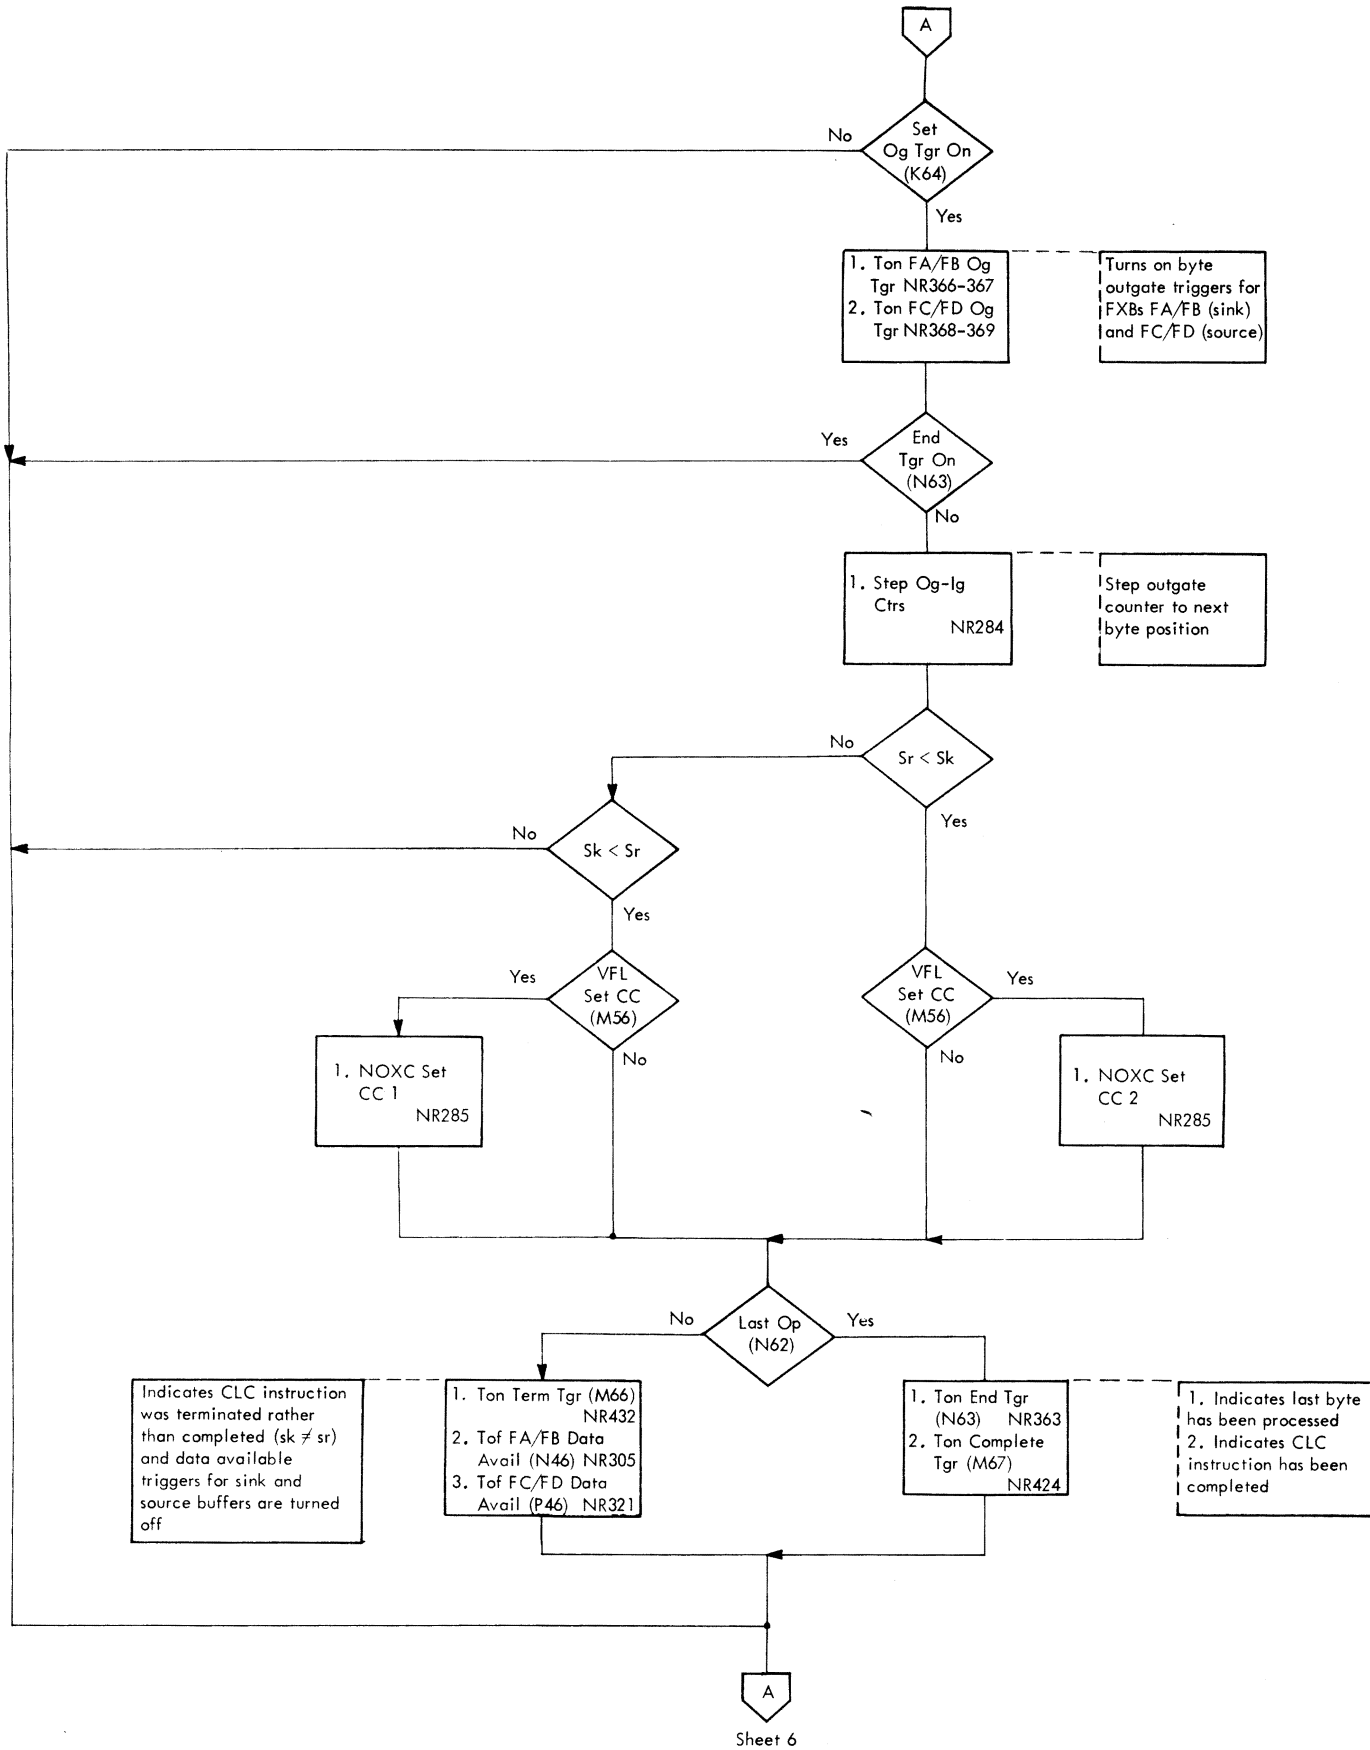 A
Set
Og Tgr On
(K64)
No
Yes
1. Ton FA/FB Og
Tgr NR366-367
2. Ton FC/FD Og
Tgr NR368-369
Turns on byte
outgate triggers for
FXBs FA/FB (sink)
and FC/FD (source)
End
Tgr On
(N63)
Yes
No
1. Step Og-Ig
Ctrs
NR284
Step outgate
counter to next
byte position
Sr < Sk
No
Yes
Sk < Sr
No
Yes
VFL
Set CC
(M56)
Yes
No
VFL
Set CC
(M56)
Yes
No
1. NOXC Set
CC 1
NR285
1. NOXC Set
CC 2
NR285
Last Op
(N62)
No
Yes
Indicates CLC instruction
was terminated rather
than completed (sk ≠ sr)
and data available
triggers for sink and
source buffers are turned
off
1. Ton Term Tgr (M66)
NR432
2. Tof FA/FB Data
Avail (N46) NR305
3. Tof FC/FD Data
Avail (P46) NR321
1. Ton End Tgr
(N63) NR363
2. Ton Complete
Tgr (M67)
NR424
1. Indicates last byte
has been processed
2. Indicates CLC
instruction has been
completed
A
Sheet 6